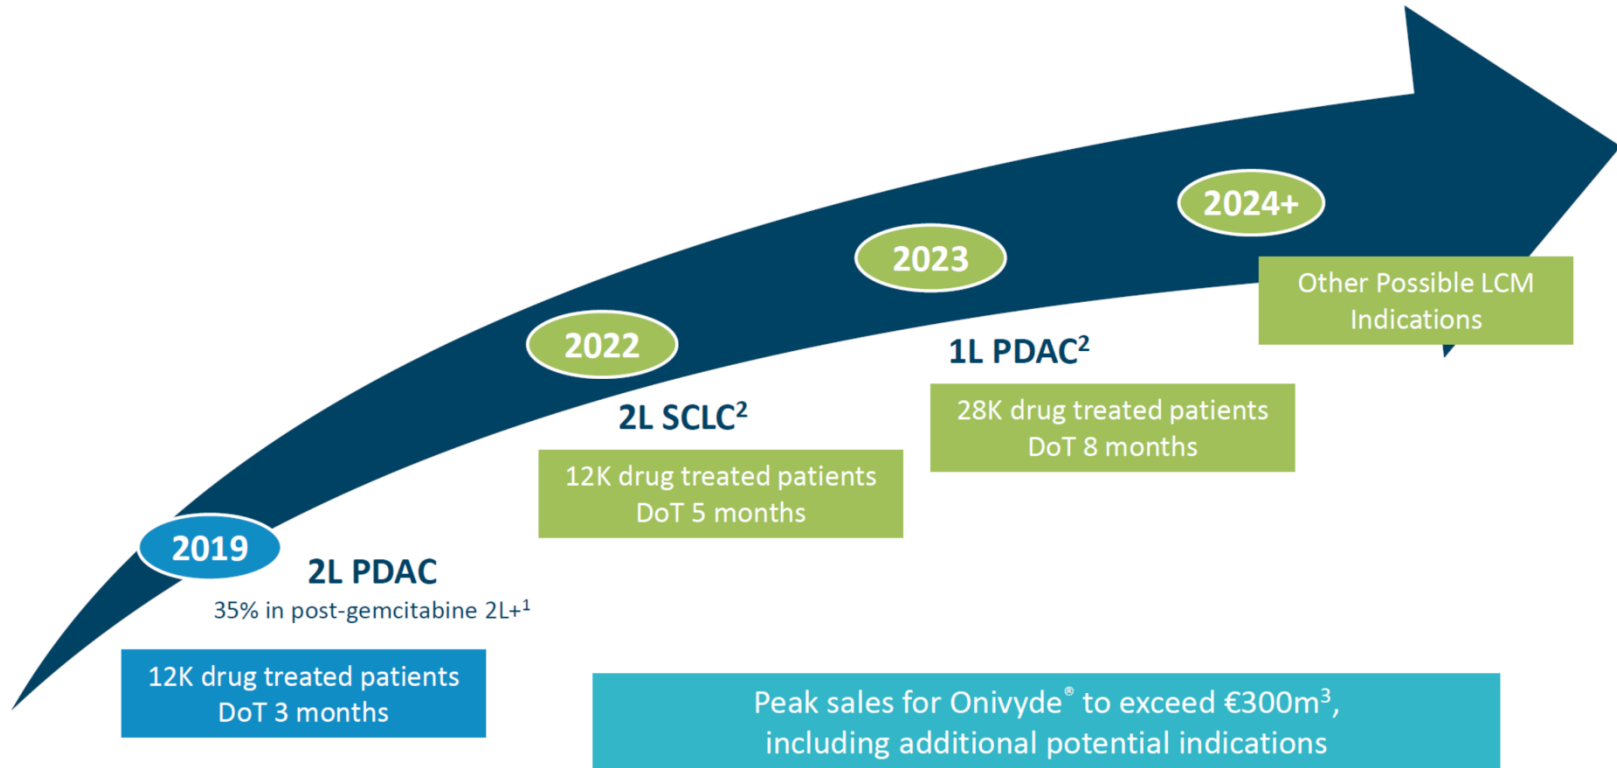 2019
2L PDAC
35% in post-gemcitabine 2L+¹
12K drug treated patients
DoT 3 months
2022
2L SCLC²
12K drug treated patients
DoT 5 months
2023
1L PDAC²
28K drug treated patients
DoT 8 months
2024+
Other Possible LCM
Indications
Peak sales for Onivyde® to exceed €300m³,
including additional potential indications